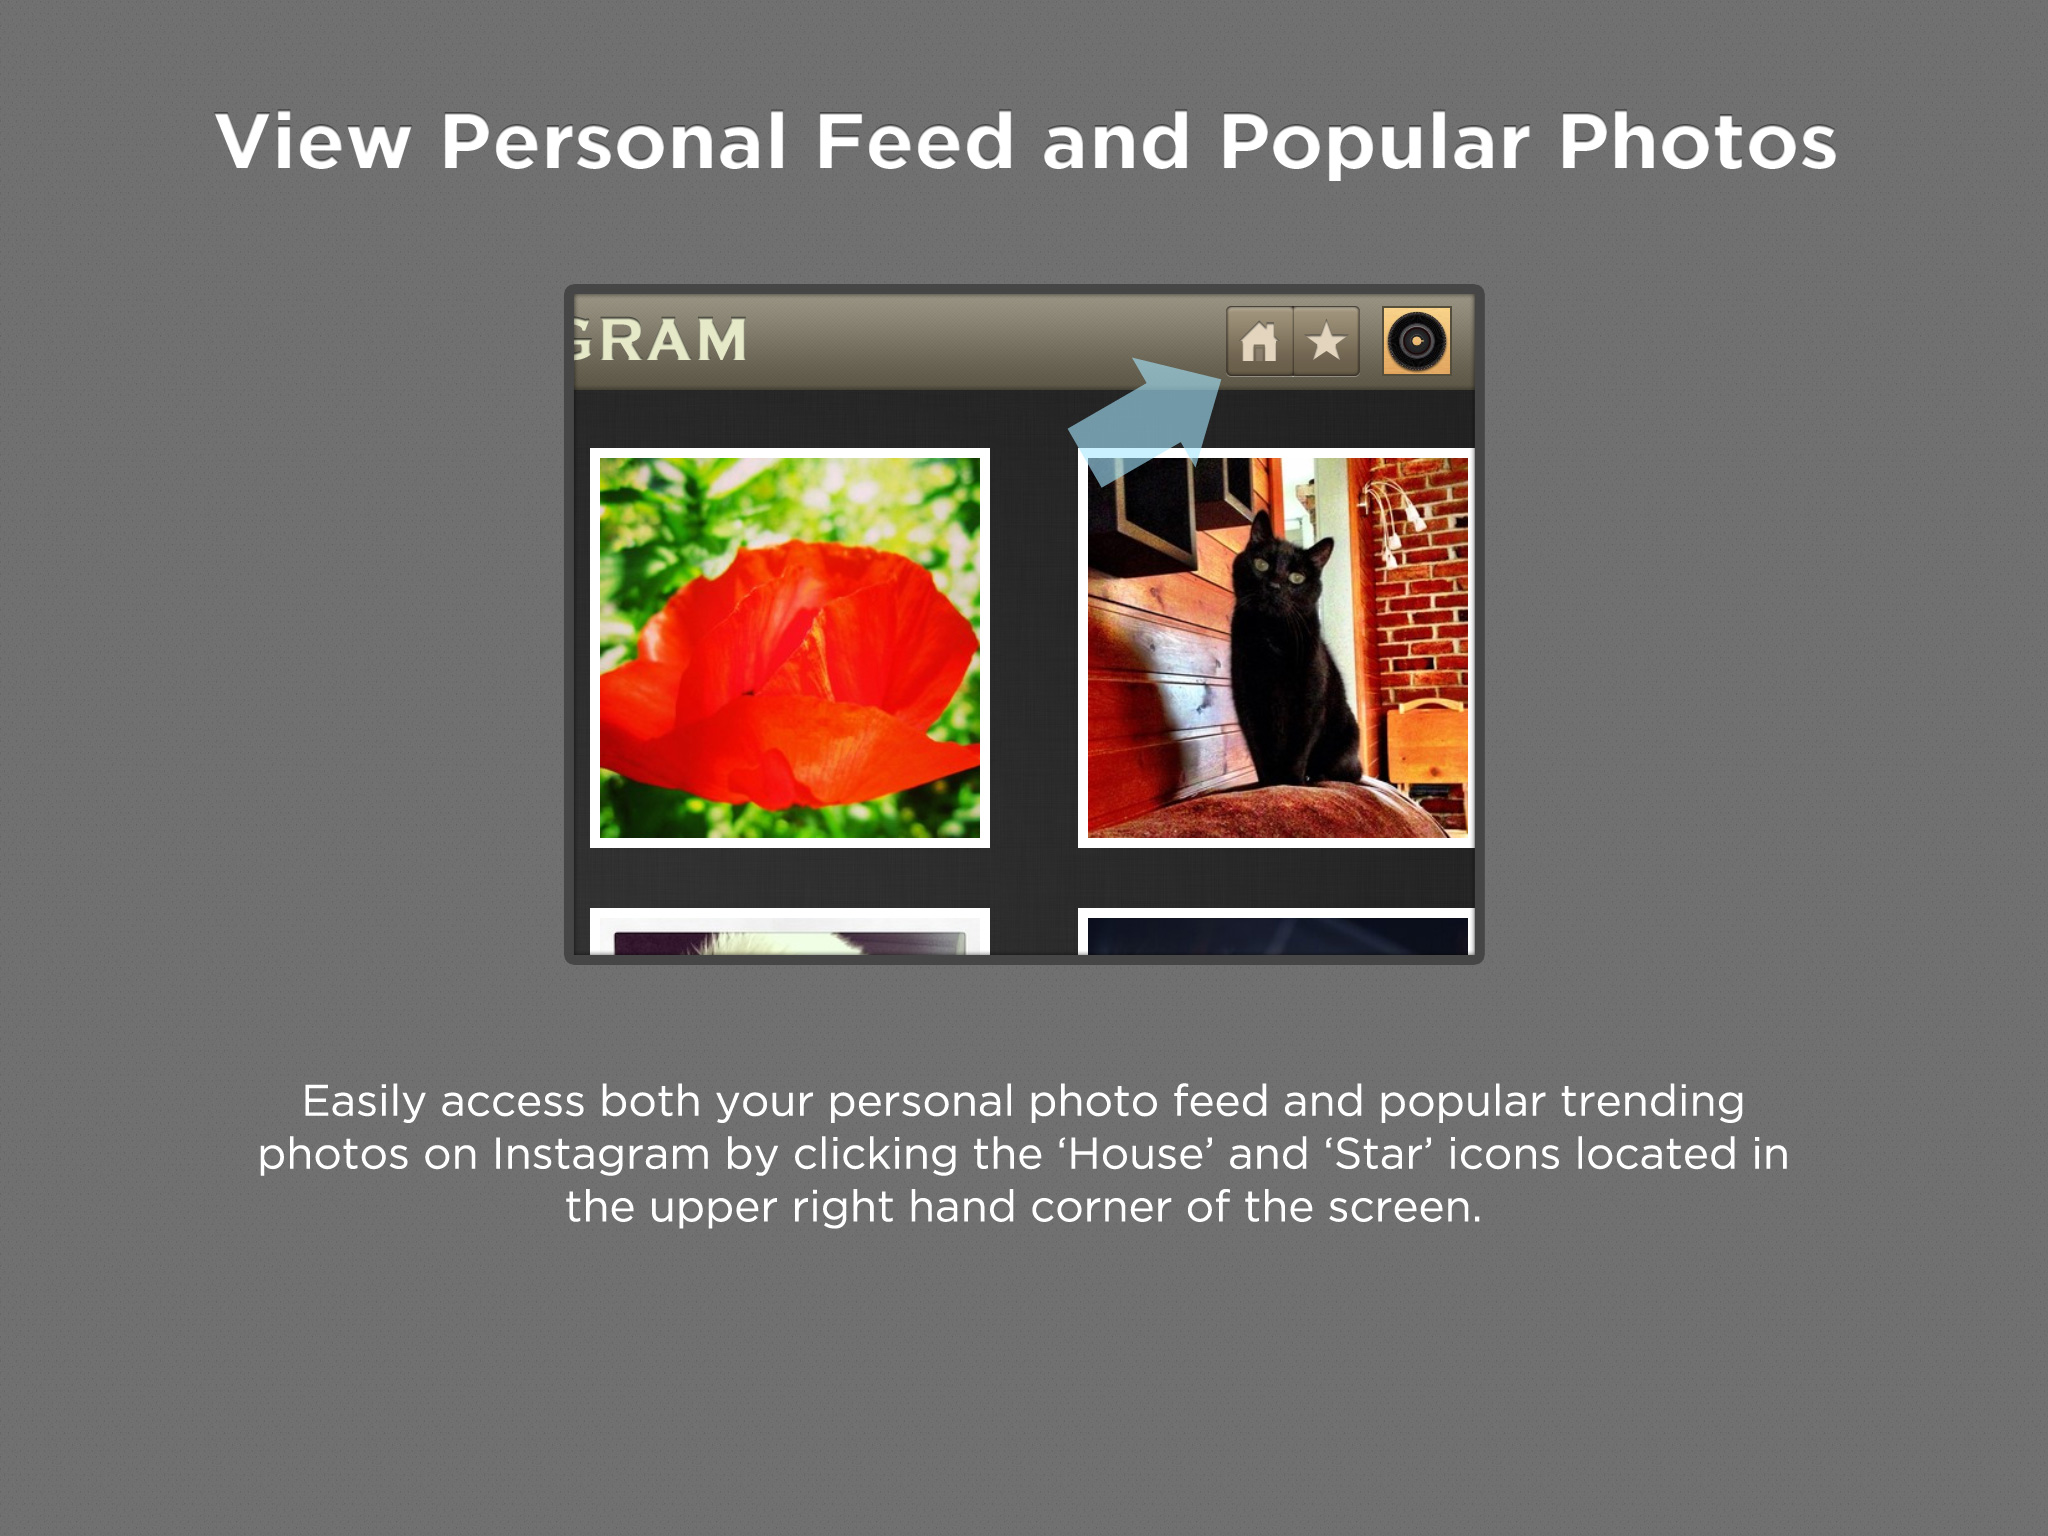 View Personal Feed and Popular Photos
GRAM
Easily access both your personal photo feed and popular trending
photos on Instagram by clicking the ‘House’ and ‘Star’ icons located in
the upper right hand corner of the screen.